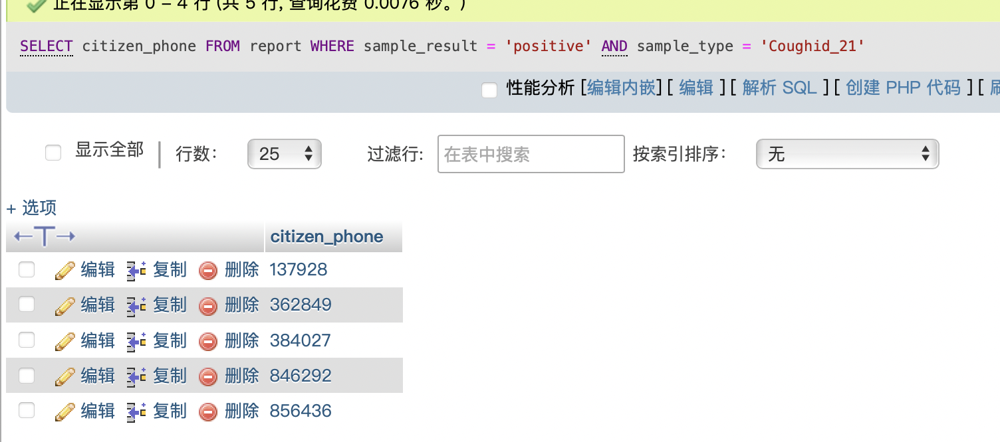 正在显示第 0 - 4 行 (共 5 行, 查询花费 0.0076 秒。)
SELECT citizen_phone FROM report WHERE sample_result = 'positive' AND sample_type = 'Coughid_21'
性能分析 [编辑内嵌] [ 编辑 ] [ 解析 SQL ] [ 创建 PHP 代码 ] [
显示全部 | 行数: 25 过滤行: 在表中搜索 按索引排序: 无
+ 选项
←T→ citizen_phone
编辑 复制 删除 137928
编辑 复制 删除 362849
编辑 复制 删除 384027
编辑 复制 删除 846292
编辑 复制 删除 856436